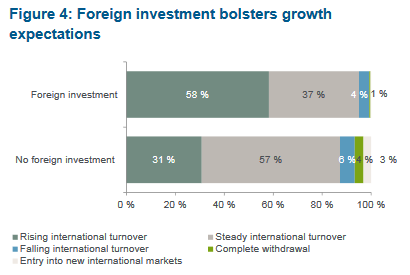 Figure 4: Foreign investment bolsters growth
expectations
Foreign investment
58 % 37 % 4 % 1 %
No foreign investment
31 % 57 % 6 % 4 % 3 %
0 % 20 % 40 % 60 % 80 % 100 %
Rising international turnover Steady international turnover
Falling international turnover Complete withdrawal
Entry into new international markets